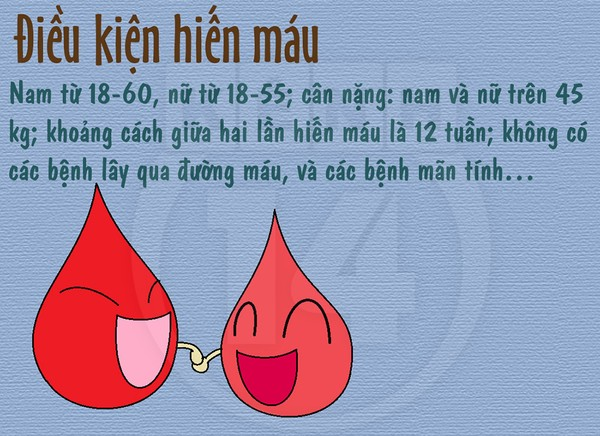 Điều kiện hiến máu
Nam từ 18-60, nữ từ 18-55; cân nặng: nam và nữ trên 45
kg; khoảng cách giữa hai lần hiến máu là 12 tuần; không có
các bệnh lây qua đường máu, và các bệnh mãn tính...
14